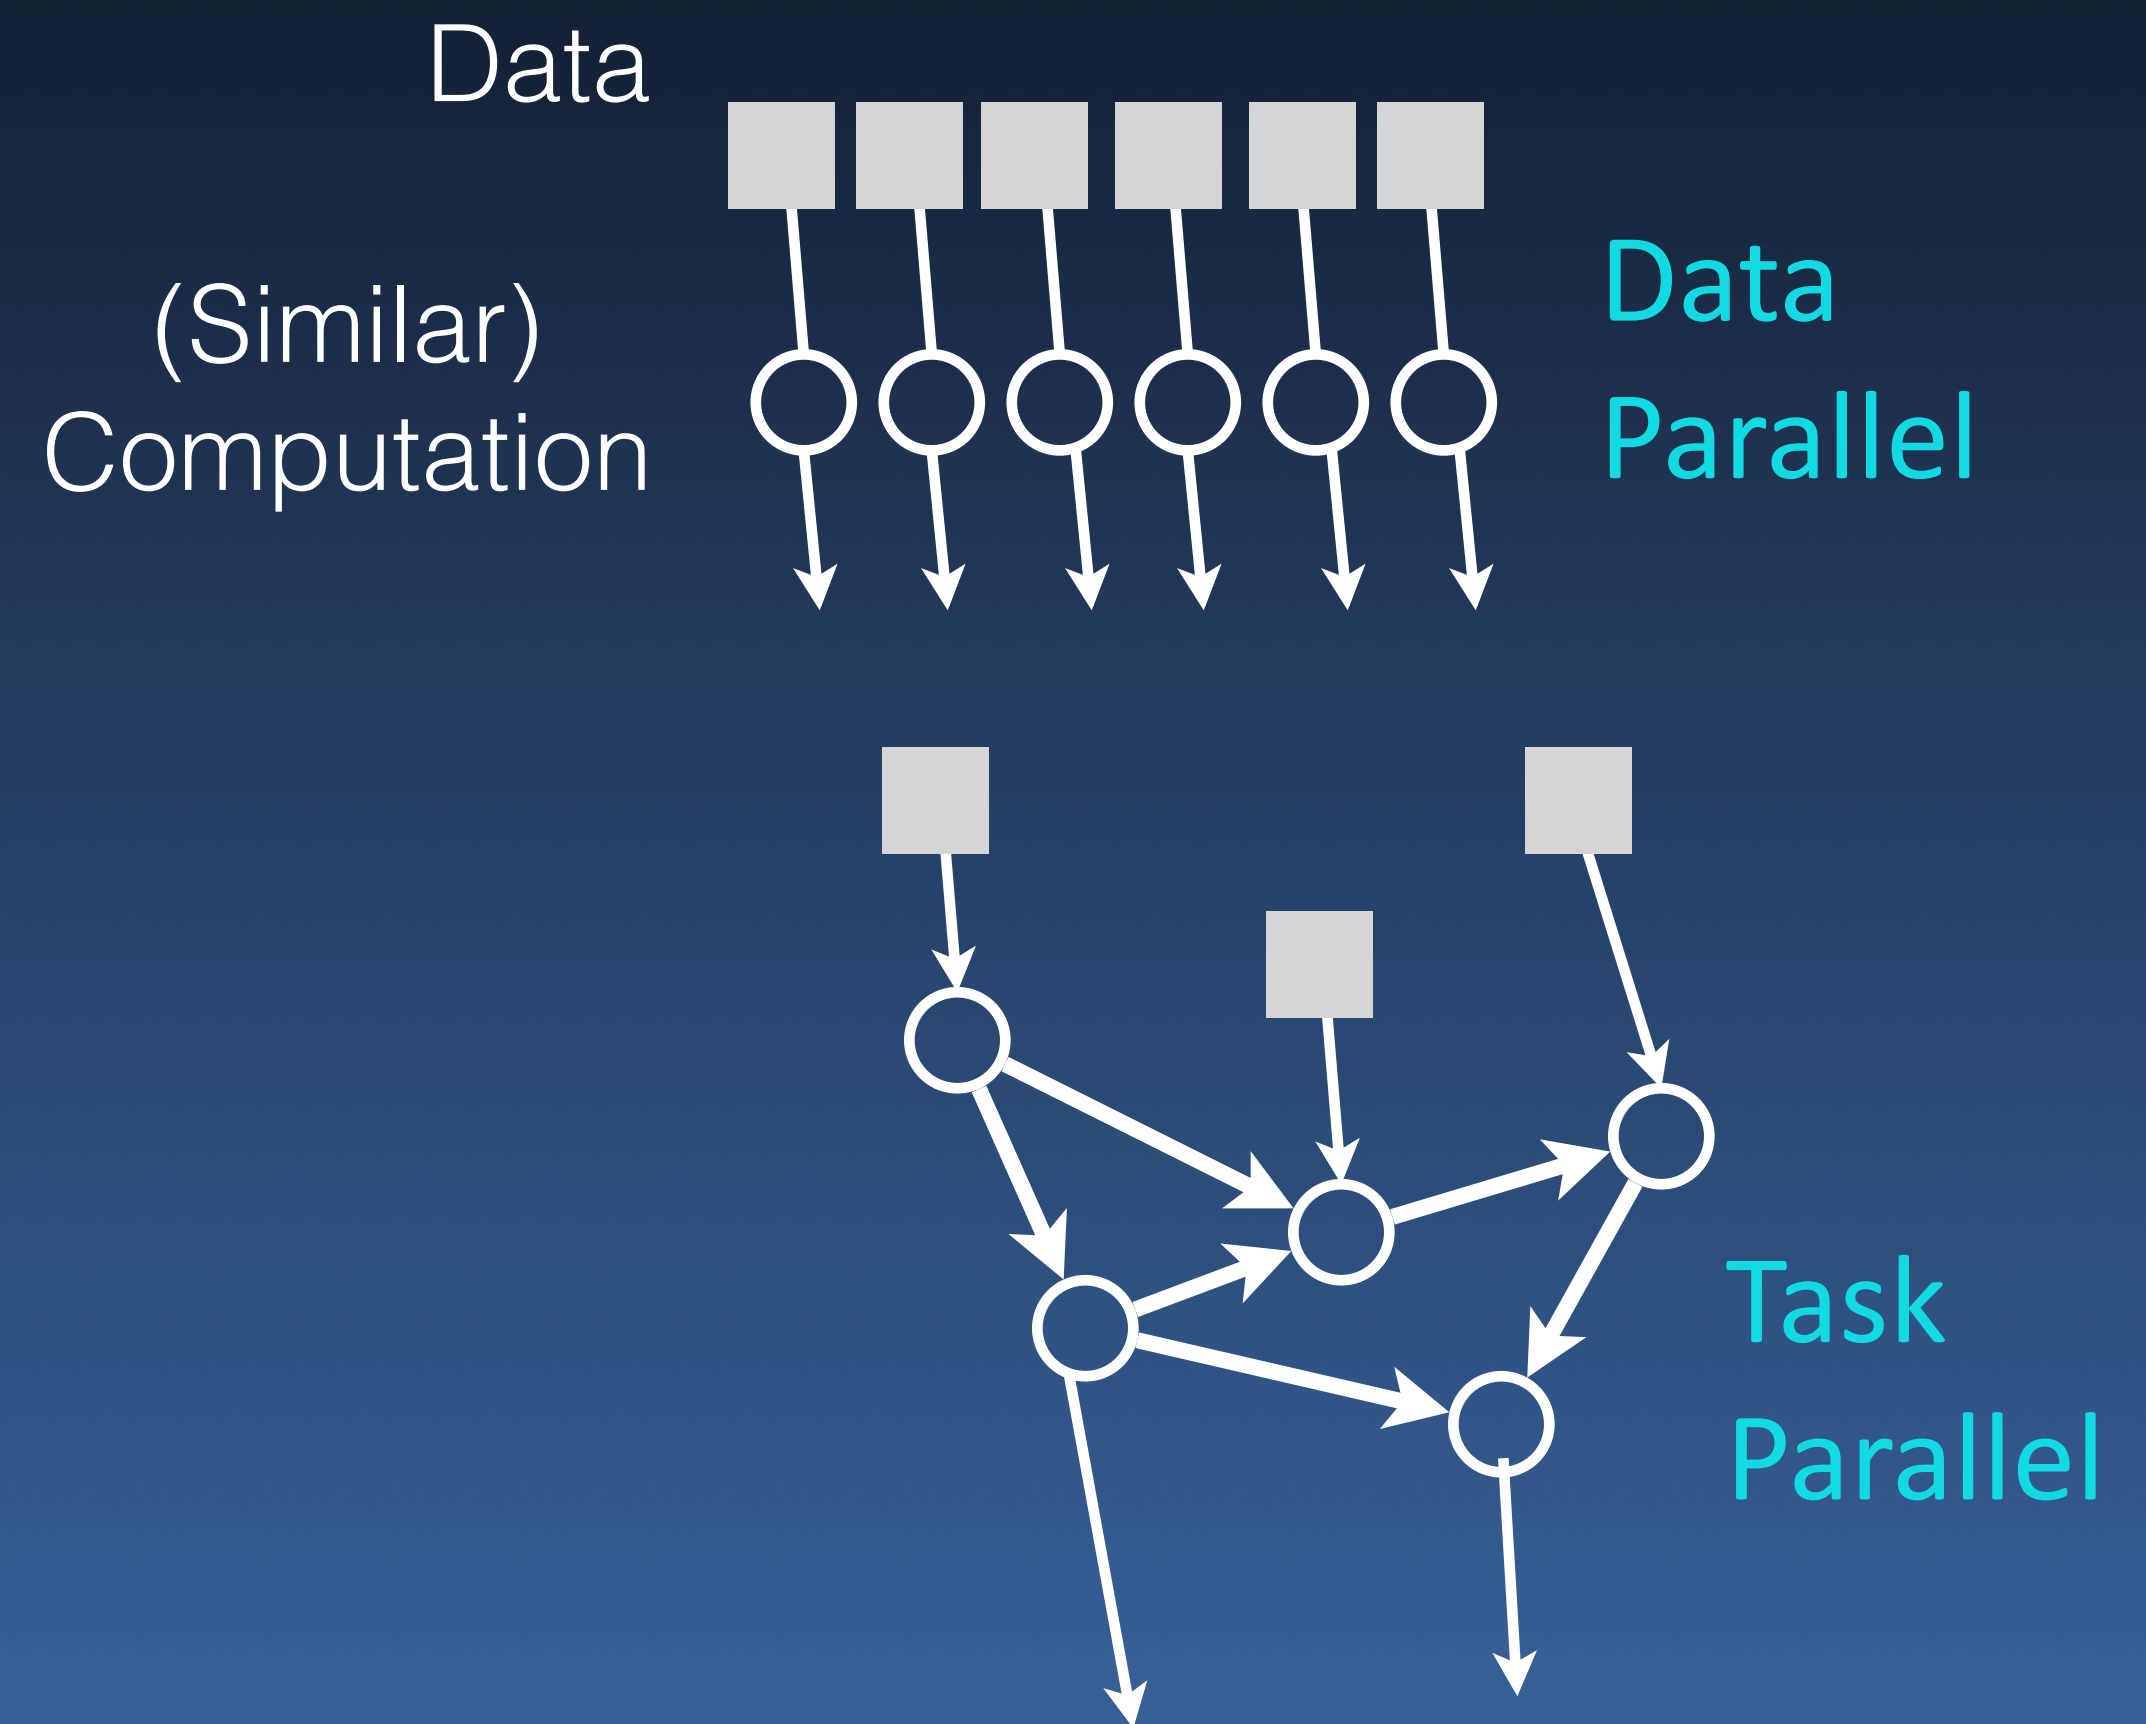 Data
(Similar)
Computation
Data
Parallel
Task
Parallel